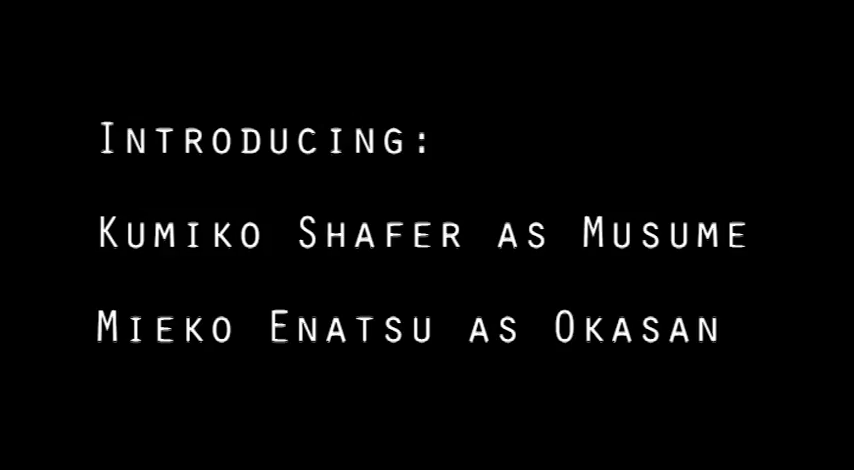 Introducing:
Kumiko Shafer as Musume
Mieko Enatsu as Okasan